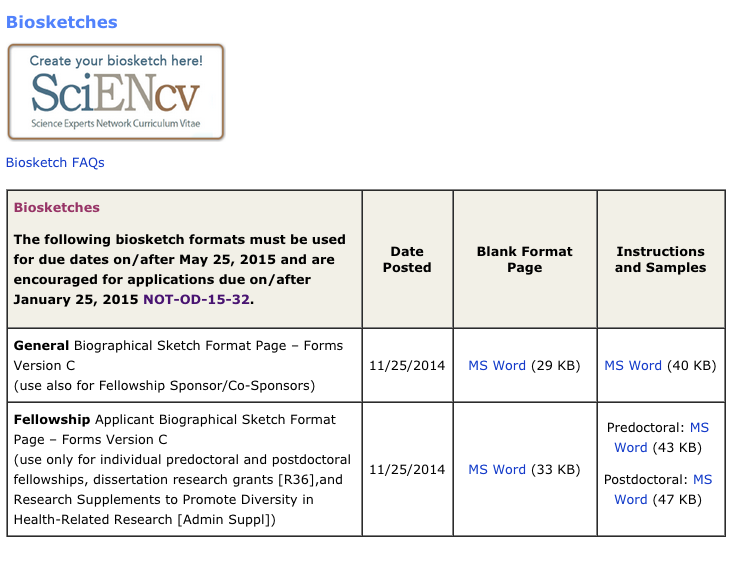 Biosketches
Create your biosketch here!
SciENcv
Science Experts Network Curriculum Vitae
Biosketch FAQs
Biosketches
The following biosketch formats must be used
for due dates on/after May 25, 2015 and are
encouraged for applications due on/after
January 25, 2015 NOT-OD-15-32.
Date
Posted
Blank Format
Page
Instructions
and Samples
General Biographical Sketch Format Page – Forms
Version C
(use also for Fellowship Sponsor/Co-Sponsors)
11/25/2014
MS Word (29 KB)
MS Word (40 KB)
Fellowship Applicant Biographical Sketch Format
Page – Forms Version C
(use only for individual predoctoral and postdoctoral
fellowships, dissertation research grants [R36],and
Research Supplements to Promote Diversity in
Health-Related Research [Admin Suppl])
11/25/2014
MS Word (33 KB)
Predoctoral: MS
Word (43 KB)
Postdoctoral: MS
Word (47 KB)